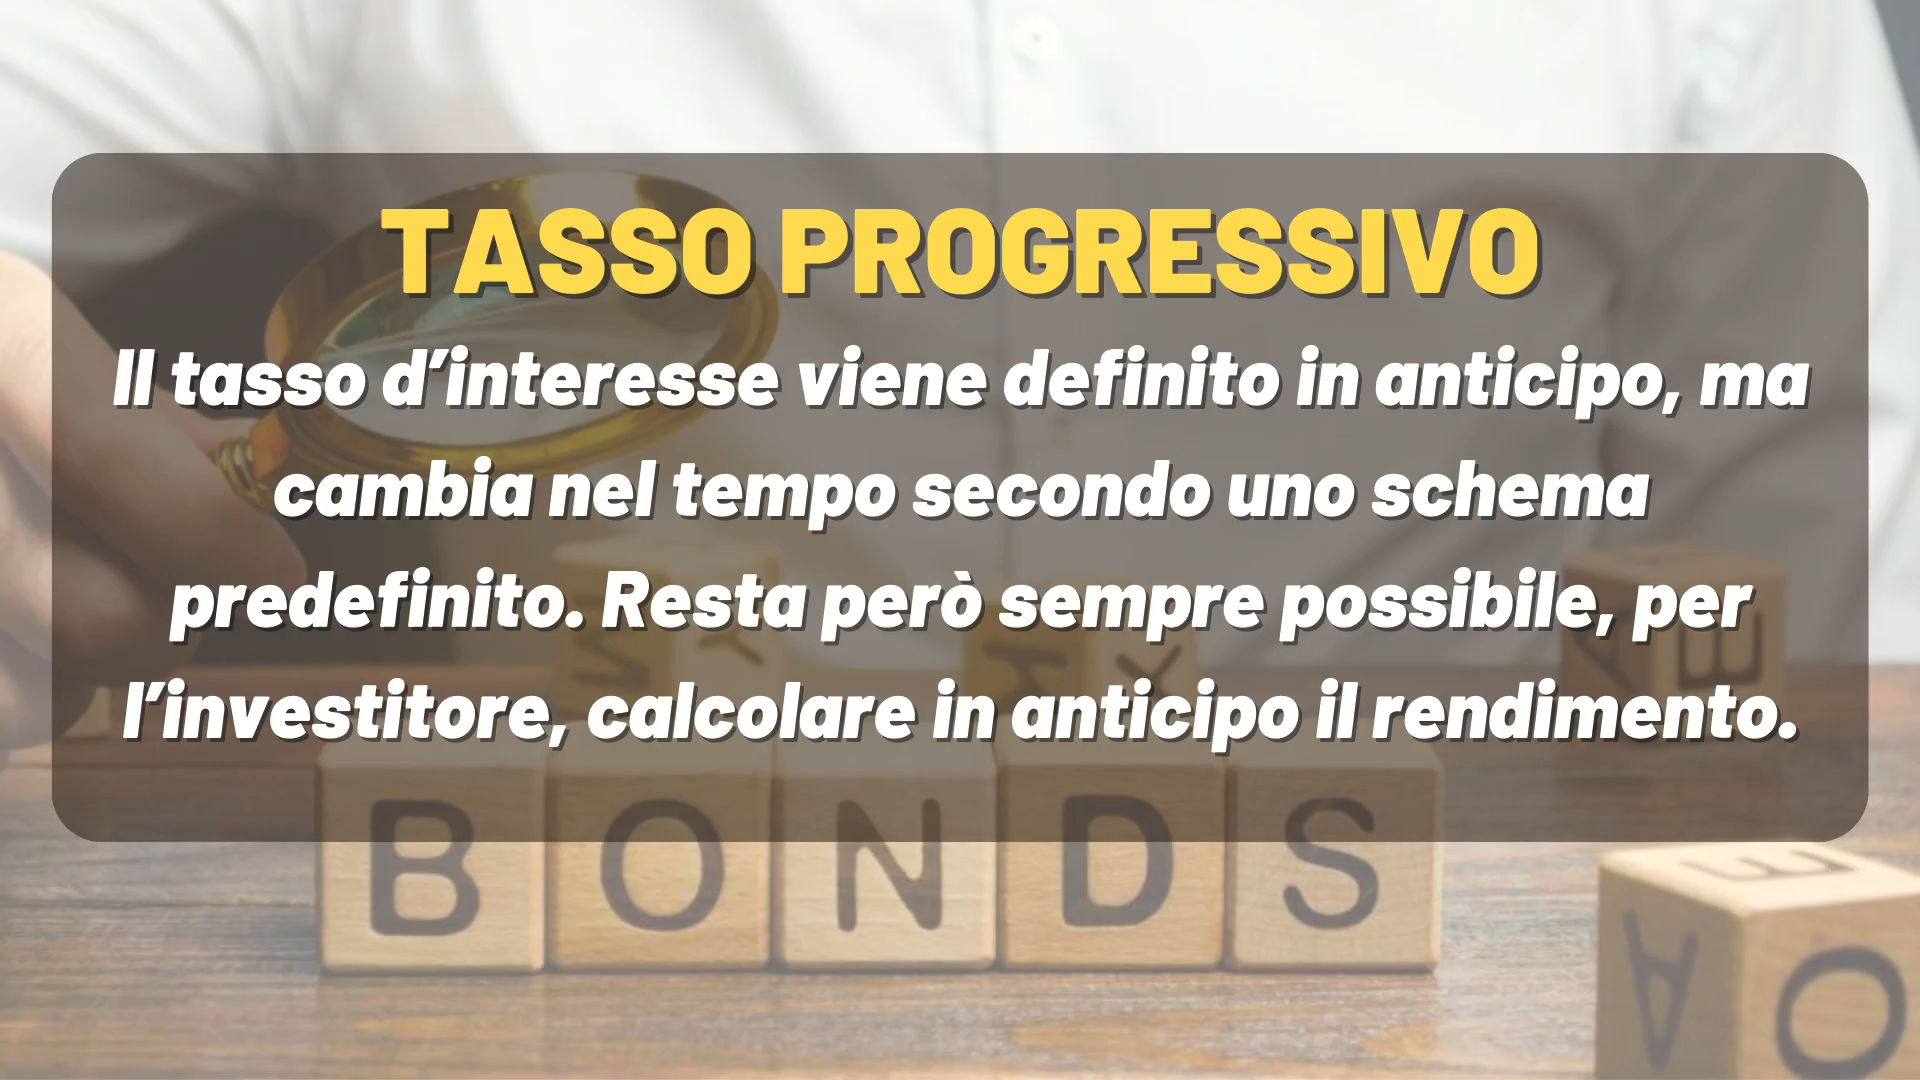 TASSO PROGRESSIVO
Il tasso d’interesse viene definito in anticipo, ma
cambia nel tempo secondo uno schema
predefinito. Resta però sempre possibile, per
l’investitore, calcolare in anticipo il rendimento.
N Y K Y A E
B O N D S
E
A O